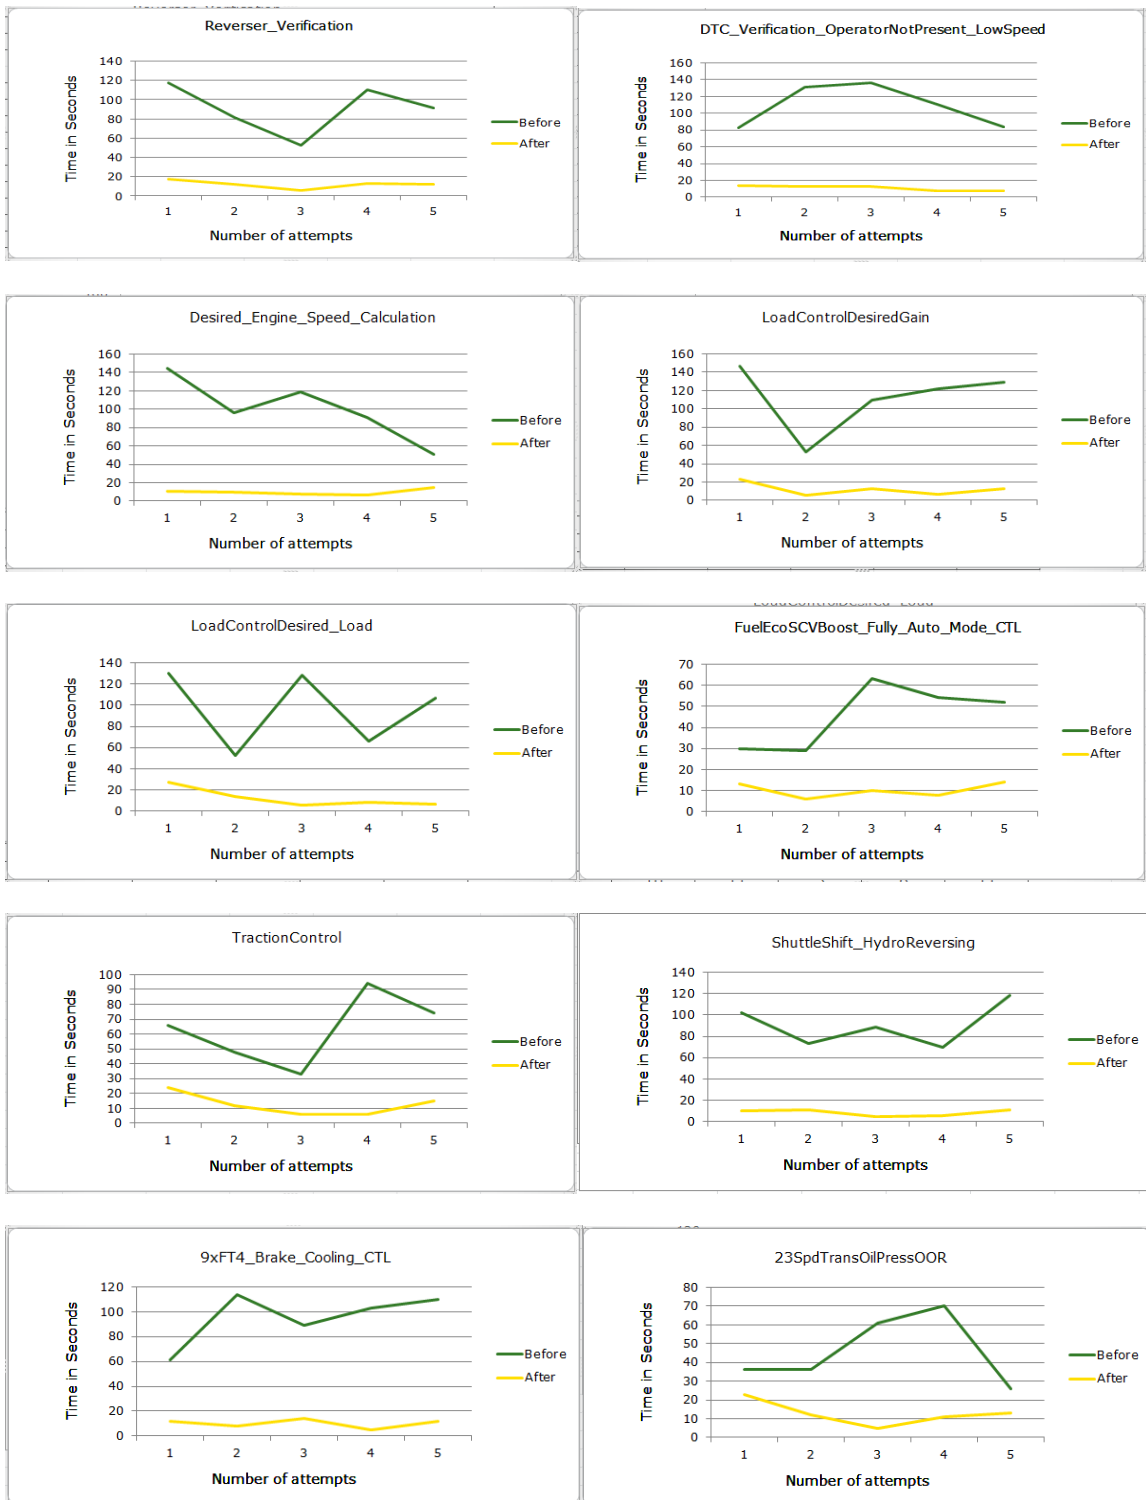 Reverser_Verification
140
120
100
80
60
40
20
0
Time in Seconds
1 2 3 4 5
Number of attempts
Before
After
DTC_Verification_OperatorNotPresent_LowSpeed
160
140
120
100
80
60
40
20
0
Time in Seconds
1 2 3 4 5
Number of attempts
Before
After
Desired_Engine_Speed_Calculation
160
140
120
100
80
60
40
20
0
Time in Seconds
1 2 3 4 5
Number of attempts
Before
After
LoadControlDesiredGain
160
140
120
100
80
60
40
20
0
Time in Seconds
1 2 3 4 5
Number of attempts
Before
After
LoadControlDesired_Load
140
120
100
80
60
40
20
0
Time in Seconds
1 2 3 4 5
Number of attempts
Before
After
FuelEcoSCVBoost_Fully_Auto_Mode_CTL
70
60
50
40
30
20
10
0
Time in Seconds
1 2 3 4 5
Number of attempts
Before
After
TractionControl
100
90
80
70
60
50
40
30
20
10
0
Time in Seconds
1 2 3 4 5
Number of attempts
Before
After
ShuttleShift_HydroReversing
140
120
100
80
60
40
20
0
Time in Seconds
1 2 3 4 5
Number of attempts
Before
After
9xFT4_Brake_Cooling_CTL
120
100
80
60
40
20
0
Time in Seconds
1 2 3 4 5
Number of attempts
Before
After
23SpdTransOilPressOOR
80
70
60
50
40
30
20
10
0
Time in Seconds
1 2 3 4 5
Number of attempts
Before
After